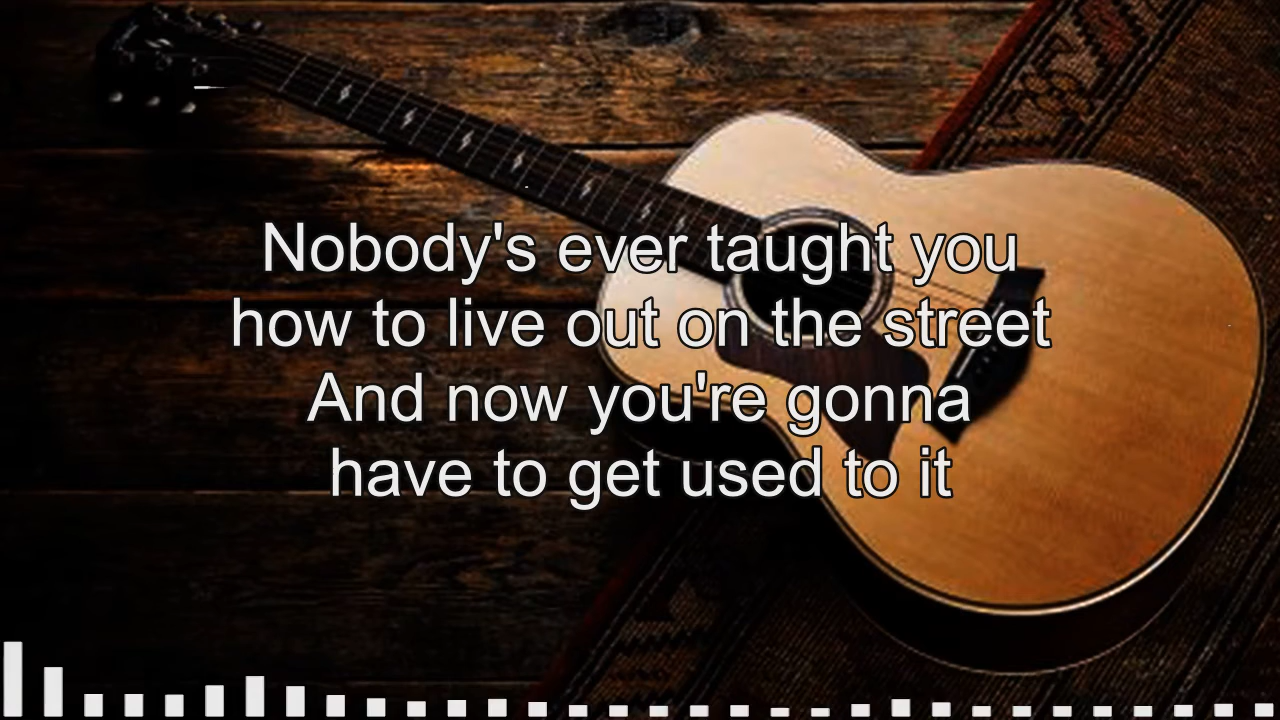 Nobody's ever taught you
how to live out on the street
And now you're gonna
have to get used to it